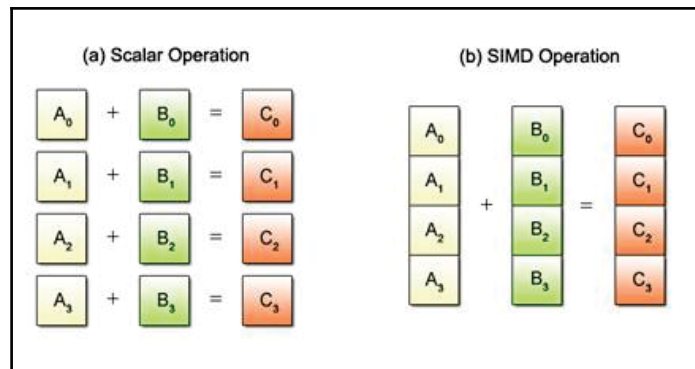 (a) Scalar Operation
A₀ + B₀ = C₀
A₁ + B₁ = C₁
A₂ + B₂ = C₂
A₃ + B₃ = C₃
(b) SIMD Operation
A₀ B₀ C₀
A₁ B₁ C₁
+ =
A₂ B₂ C₂
A₃ B₃ C₃